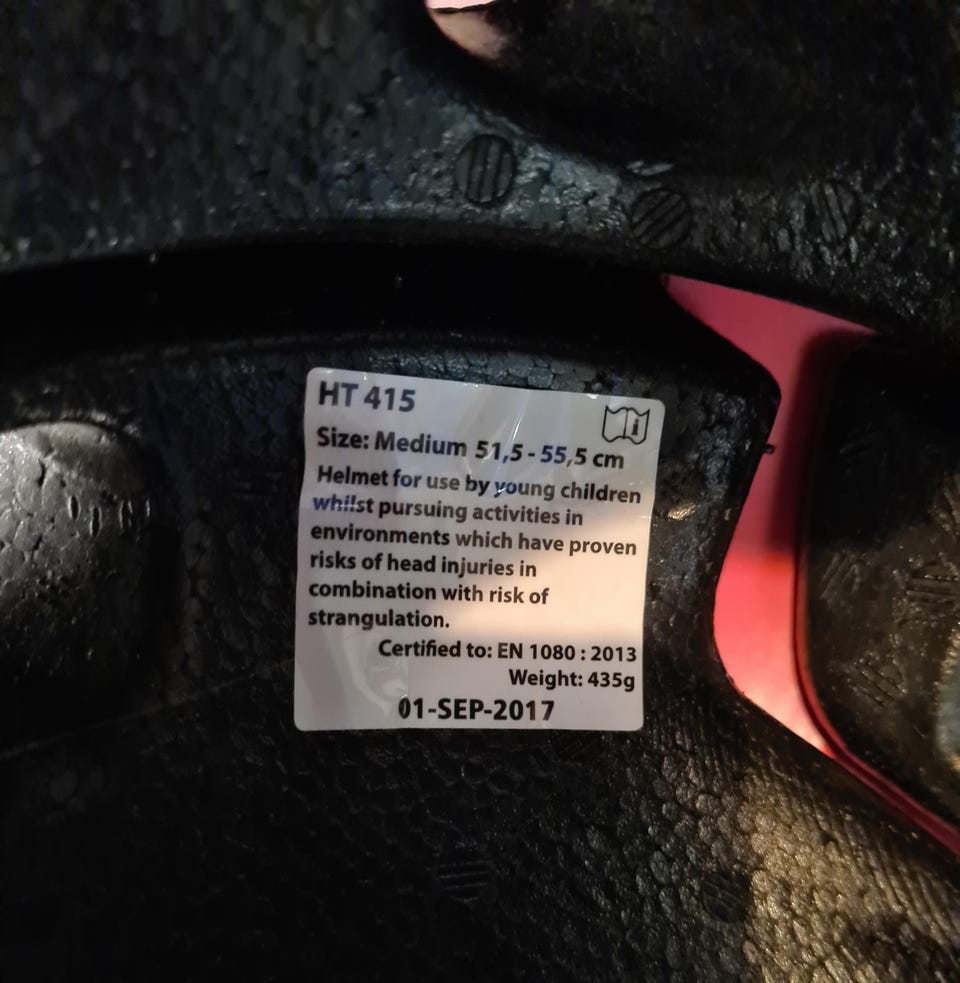 HT 415
Size: Medium 51,5 - 55,5 cm
Helmet for use by young children
whilst pursuing activities in
environments which have proven
risks of head injuries in
combination with risk of
strangulation.
Certified to: EN 1080 : 2013
Weight: 435g
01-SEP-2017